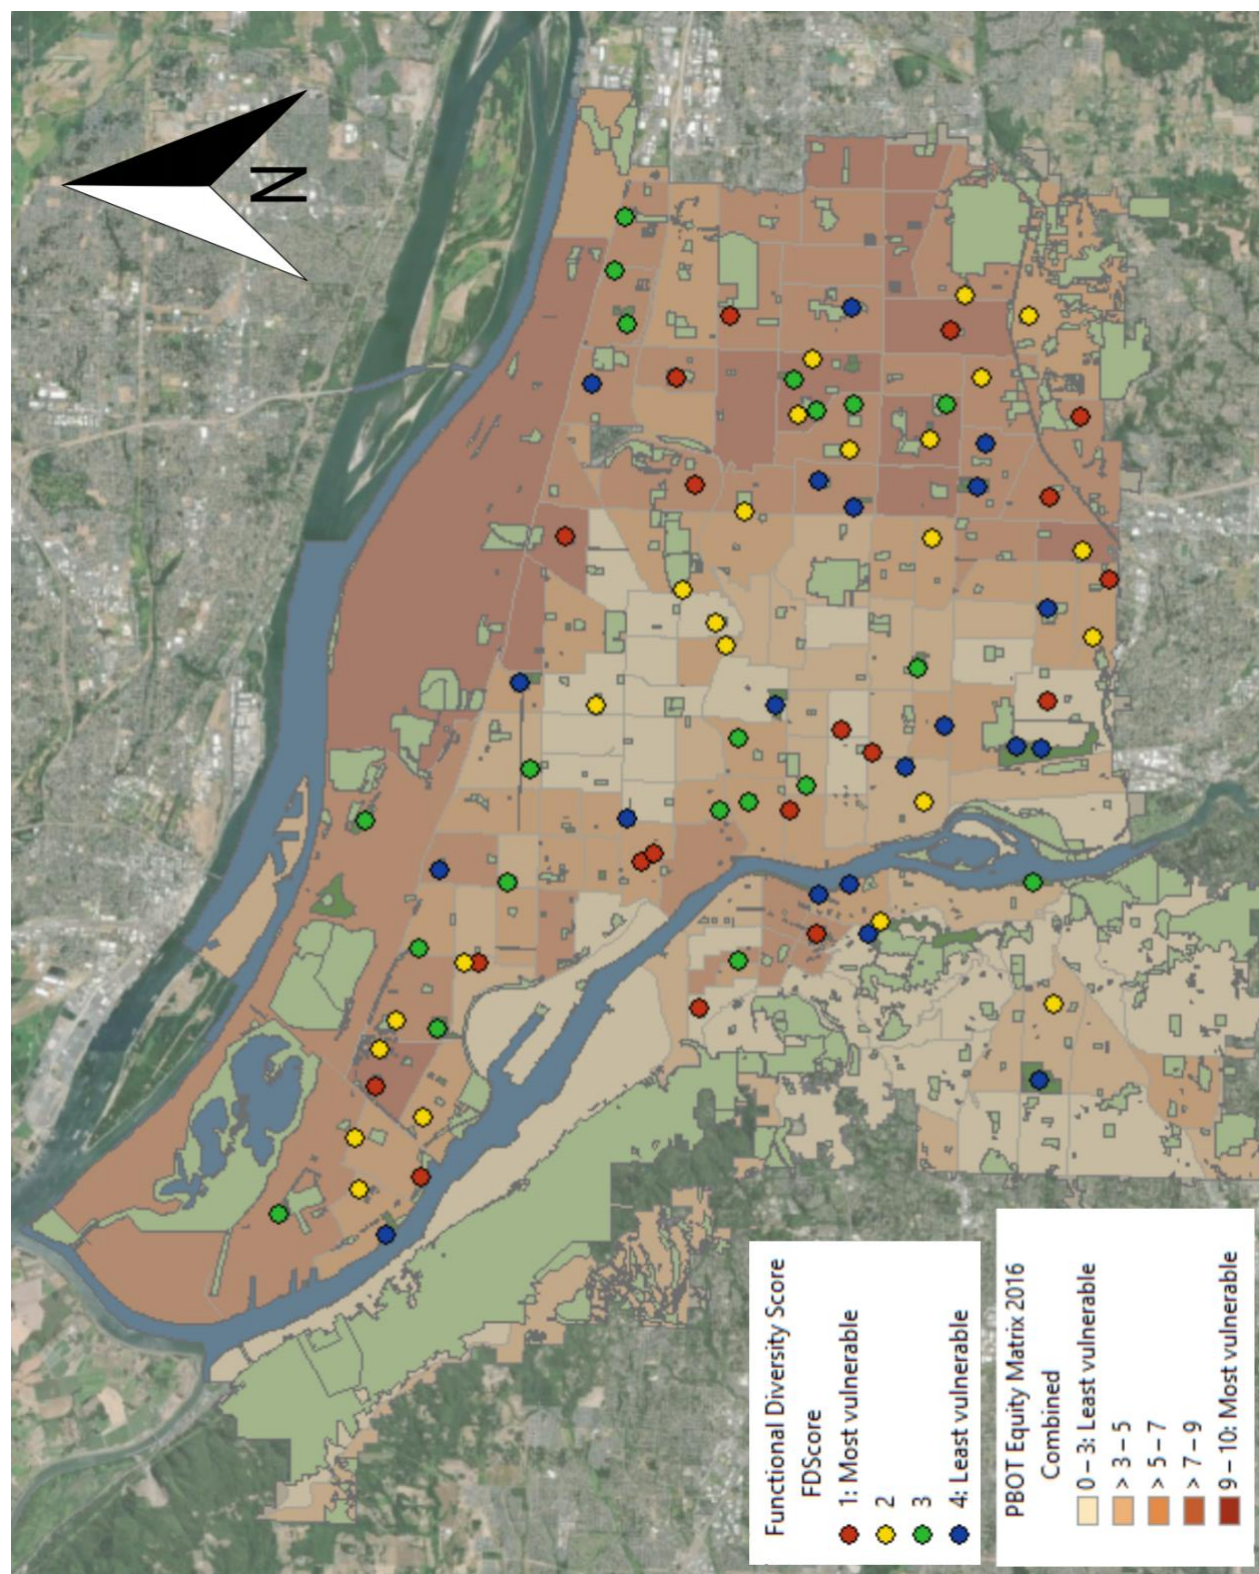 N
Functional Diversity Score
FDScore
1: Most vulnerable
2
3
4: Least vulnerable
PBOT Equity Matrix 2016
Combined
0 – 3: Least vulnerable
> 3 – 5
> 5 – 7
> 7 – 9
9 – 10: Most vulnerable